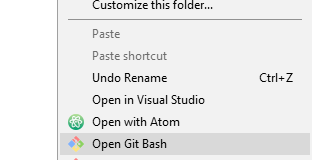 Customize this folder...
Paste
Paste shortcut
Undo Rename Ctrl+Z
Open in Visual Studio
Open with Atom
Open Git Bash